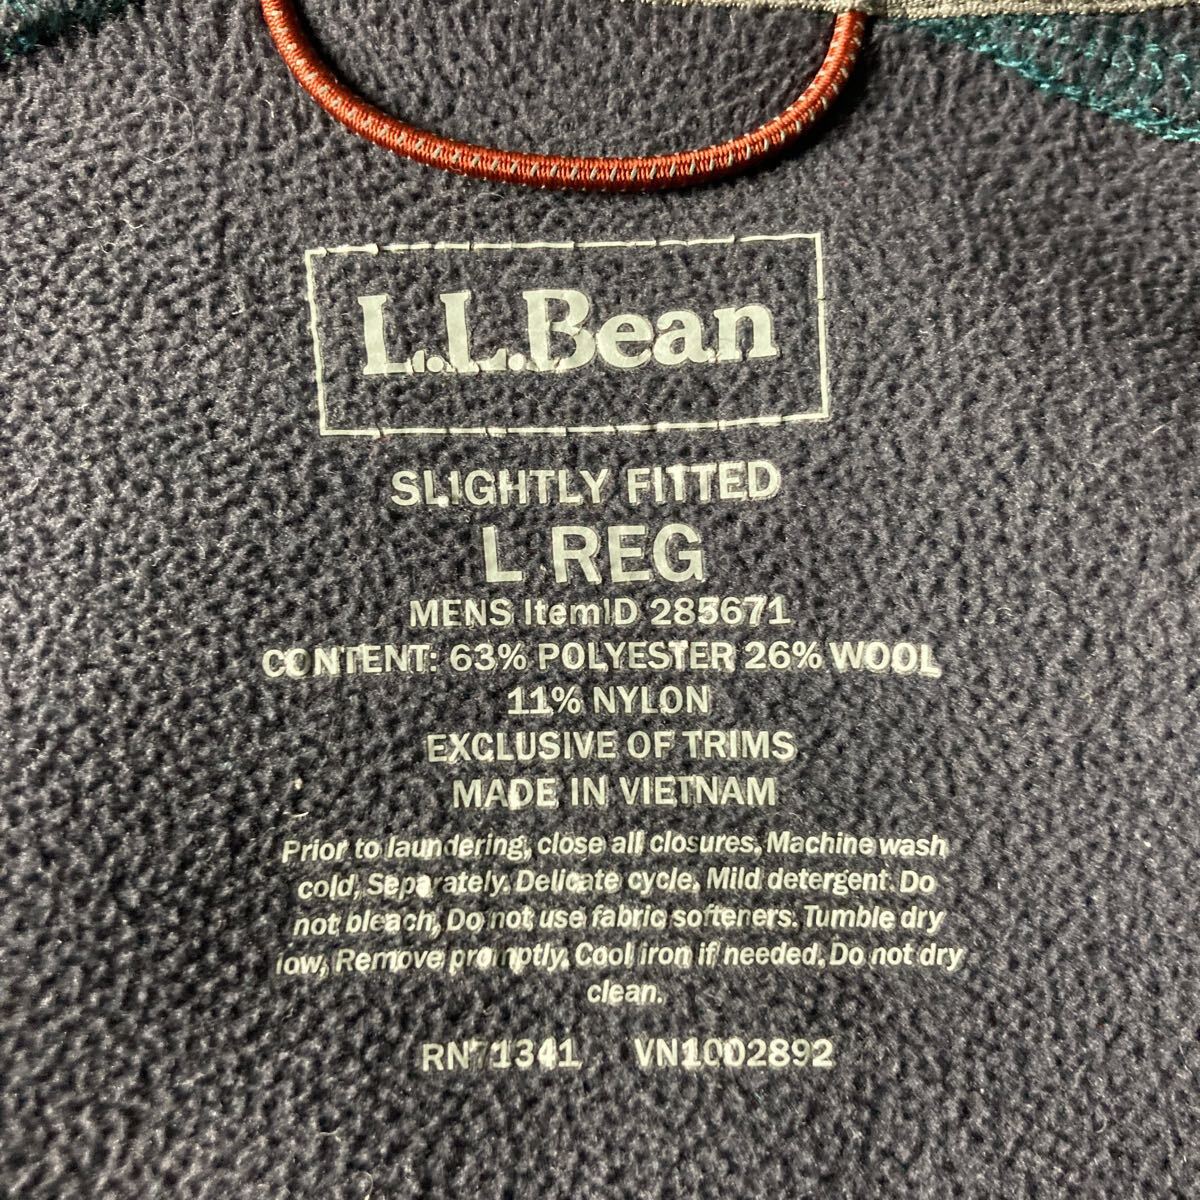 L.L.Bean
SLIGHTLY FITTED
L REG
MENS ItemID 285671
CONTENT: 63% POLYESTER 26% WOOL
11% NYLON
EXCLUSIVE OF TRIMS
MADE IN VIETNAM
Prior to laundering, close all closures, Machine wash
cold, Separately. Delicate cycle. Mild detergent. Do
not bleach, Do not use fabric softeners. Tumble dry
low, Remove promptly. Cool iron if needed. Do not dry
clean.
RN71341 VN1002892